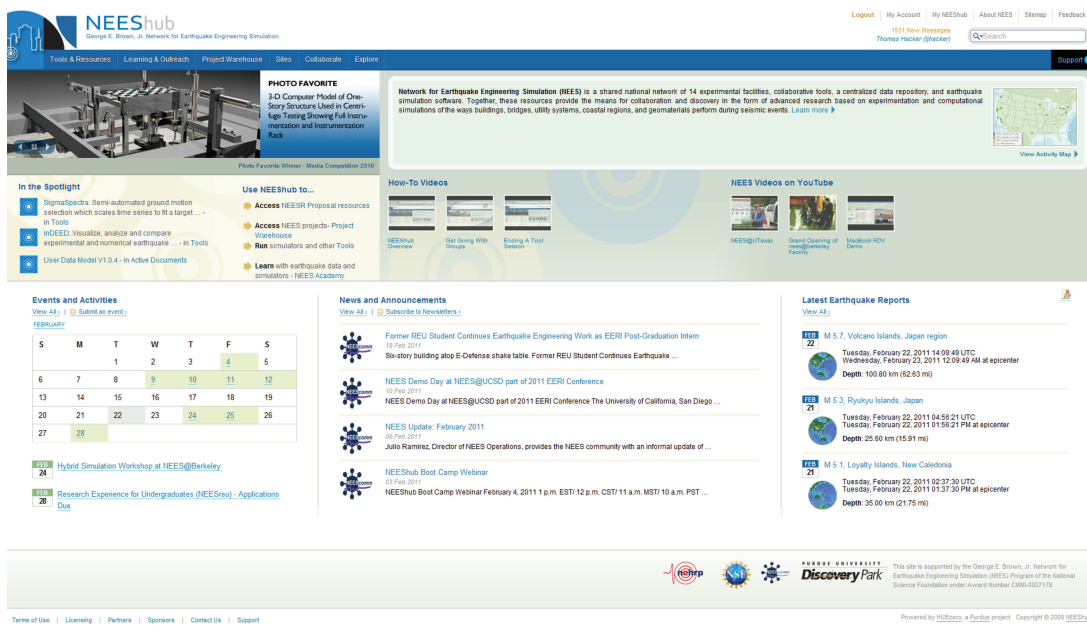 NEEShub
George E. Brown, Jr. Network for Earthquake Engineering Simulation
Logout | My Account | My NEEShub | About NEES | Sitemap | Feedback
1531 New Messages
Thomas Hacker (tjhacker)
Search
Tools & Resources Learning & Outreach Project Warehouse Sites Collaborate Explore
Support
PHOTO FAVORITE
3-D Computer Model of One-
Story Structure Used in Centri-
fuge Testing Showing Full Instru-
mentation and Instrumentation
Rack
Photo Favorite Winner - Media Competition 2010
Network for Earthquake Engineering Simulation (NEES) is a shared national network of 14 experimental facilities, collaborative tools, a centralized data repository, and earthquake
simulation software. Together, these resources provide the means for collaboration and discovery in the form of advanced research based on experimentation and computational
simulations of the ways buildings, bridges, utility systems, coastal regions, and geomaterials perform during seismic events. Learn more
View Activity Map
In the Spotlight
SigmaSpectra: Semi-automated ground motion
selection which scales time series to fit a target ... -
in Tools
inDEED: Visualize, analyze and compare
experimental and numerical earthquake ... - in Tools
User Data Model V1.0.4 - in Active Documents
Use NEEShub to...
Access NEESR Proposal resources
Access NEES projects- Project
Warehouse
Run simulators and other Tools
Learn with earthquake data and
simulators - NEES Academy
How-To Videos
NEEShub
Overview
Get Going With
Groups
Ending A Tool
Session
NEES Videos on YouTube
NEES@UTexas
Grand Opening of
nees@berkeley
Facility
MacBook RDV
Demo
Events and Activities
View All › | Submit an event ›
FEBRUARY
S M T W T F S
1 2 3 4 5
6 7 8 9 10 11 12
13 14 15 16 17 18 19
20 21 22 23 24 25 26
27 28
FEB
24
Hybrid Simulation Workshop at NEES@Berkeley
FEB
28
Research Experience for Undergraduates (NEESreu) - Applications
Due
News and Announcements
View All › | Subscribe to Newsletters ›
Former REU Student Continues Earthquake Engineering Work as EERI Post-Graduation Intern
18 Feb 2011
Six-story building atop E-Defense shake table. Former REU Student Continues Earthquake ...
NEES Demo Day at NEES@UCSD part of 2011 EERI Conference
10 Feb 2011
NEES Demo Day at NEES@UCSD part of 2011 EERI Conference The University of California, San Diego ...
NEES Update: February 2011
08 Feb 2011
Julio Ramirez, Director of NEES Operations, provides the NEES community with an informal update of ...
NEEShub Boot Camp Webinar
03 Feb 2011
NEEShub Boot Camp Webinar February 4, 2011 1 p.m. EST/ 12 p.m. CST/ 11 a.m. MST/ 10 a.m. PST ...
Latest Earthquake Reports
View All ›
FEB
22
M 5.7, Volcano Islands, Japan region
Tuesday, February 22, 2011 14:09:49 UTC
Wednesday, February 23, 2011 12:09:49 AM at epicenter
Depth: 100.80 km (62.63 mi)
FEB
21
M 5.3, Ryukyu Islands, Japan
Tuesday, February 22, 2011 04:56:21 UTC
Tuesday, February 22, 2011 01:56:21 PM at epicenter
Depth: 25.60 km (15.91 mi)
FEB
21
M 5.1, Loyalty Islands, New Caledonia
Tuesday, February 22, 2011 02:37:30 UTC
Tuesday, February 22, 2011 01:37:30 PM at epicenter
Depth: 35.00 km (21.75 mi)
nehrp
NSF
NEEScomm
PURDUE UNIVERSITY
Discovery Park
This site is supported by the George E. Brown, Jr. Network for
Earthquake Engineering Simulation (NEES) Program of the National
Science Foundation under Award Number CMMI-0927178.
Terms of Use | Licensing | Partners | Sponsors | Contact Us | Support
Powered by HUBzero, a Purdue project Copyright © 2009 NEEShu